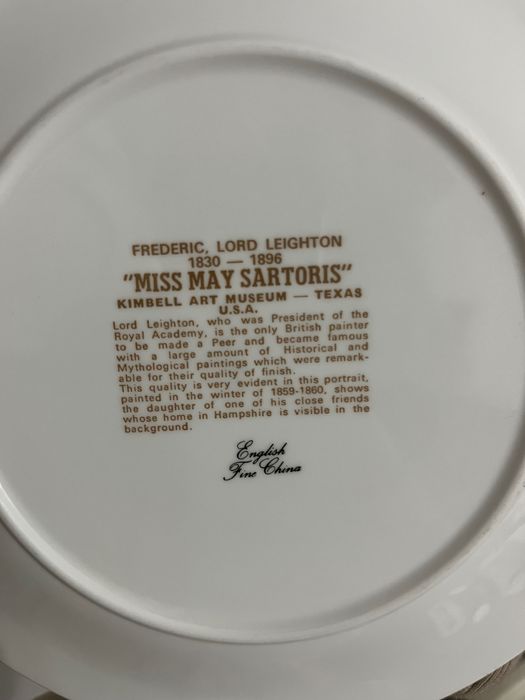 FREDERIC, LORD LEIGHTON
1830 — 1896
"MISS MAY SARTORIS"
KIMBELL ART MUSEUM — TEXAS
U.S.A.
Lord Leighton, who was President of the
Royal Academy, is the only British painter
to be made a Peer and became famous
with a large amount of Historical and
Mythological paintings which were remark-
able for their quality of finish.
This quality is very evident in this portrait,
painted in the winter of 1859-1860, shows
the daughter of one of his close friends
whose home in Hampshire is visible in the
background.
English
Fine China